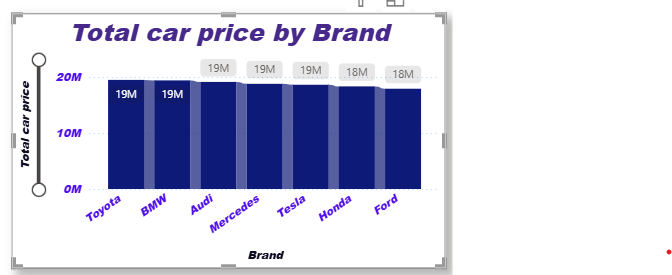 Total car price by Brand
Total car price
20M
10M
0M
19M
19M
19M
19M
19M
18M
18M
Toyota
BMW
Audi
Mercedes
Tesla
Honda
Ford
Brand